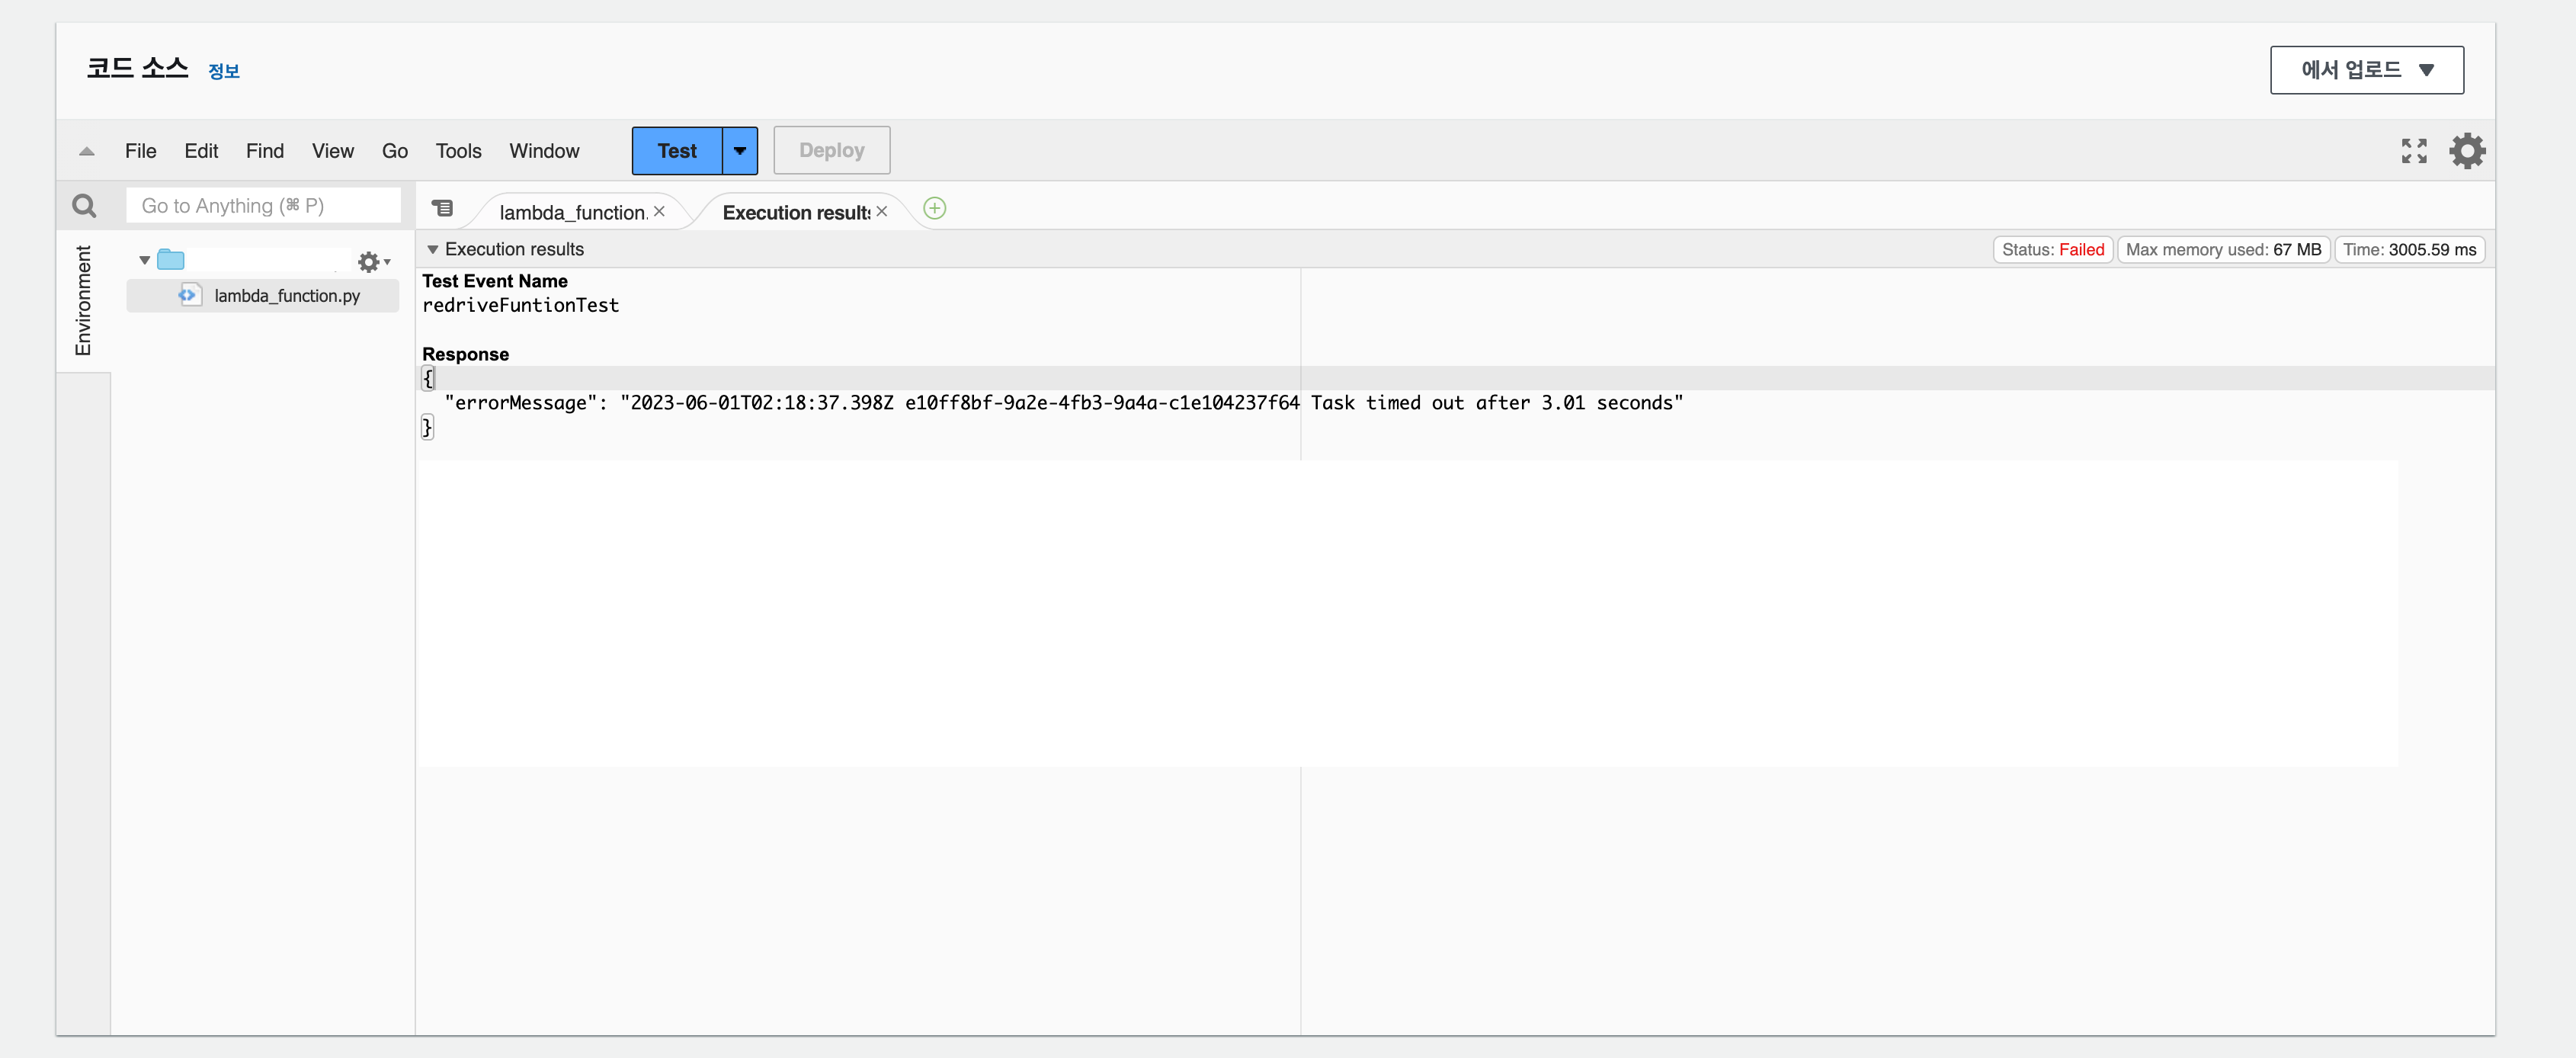 코드 소스 정보
에서 업로드
File Edit Find View Go Tools Window Test Deploy
Go to Anything (⌘ P)
lambda_function. Execution results
Environment
lambda_function.py
Execution results
Status: Failed Max memory used: 67 MB Time: 3005.59 ms
Test Event Name
redriveFuntionTest
Response
{
"errorMessage": "2023-06-01T02:18:37.398Z e10ff8bf-9a2e-4fb3-9a4a-c1e104237f64 Task timed out after 3.01 seconds"
}